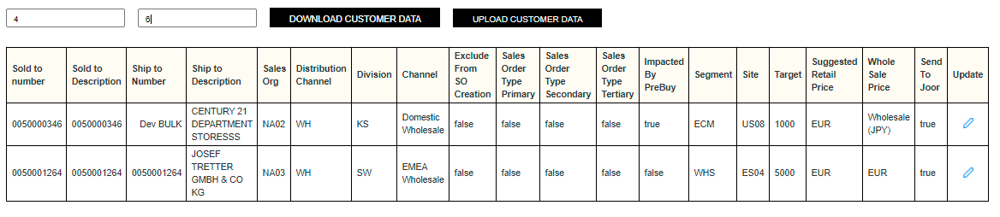 4 6 DOWNLOAD CUSTOMER DATA UPLOAD CUSTOMER DATA
Sold to number Sold to Description Ship to Number Ship to Description Sales Org Distribution Channel Division Channel Exclude From SO Creation Sales Order Type Primary Sales Order Type Secondary Sales Order Type Tertiary Impacted By PreBuy Segment Site Target Suggested Retail Price Whole Sale Price Send To Joor Update
0050000346 0050000346 Dev BULK CENTURY 21 DEPARTMENT STORESSS NA02 WH KS Domestic Wholesale false false false false true ECM US08 1000 EUR Wholesale (JPY) true
0050001264 0050001264 0050001264 JOSEF TRETTER GMBH & CO KG NA03 WH SW EMEA Wholesale false false false false false WHS ES04 5000 EUR EUR true